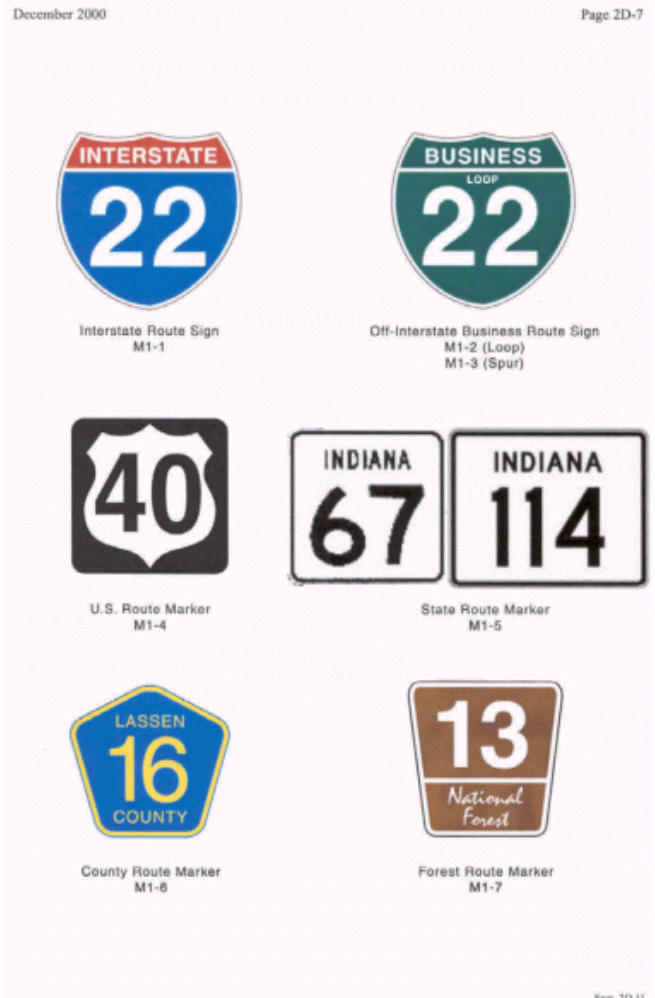 December 2000
Page 2D-7
INTERSTATE
22
BUSINESS
LOOP
22
Interstate Route Sign
M1-1
Off-Interstate Business Route Sign
M1-2 (Loop)
M1-3 (Spur)
40
INDIANA
67
INDIANA
114
U.S. Route Marker
M1-4
State Route Marker
M1-5
LASSEN
16
COUNTY
13
National
Forest
County Route Marker
M1-6
Forest Route Marker
M1-7